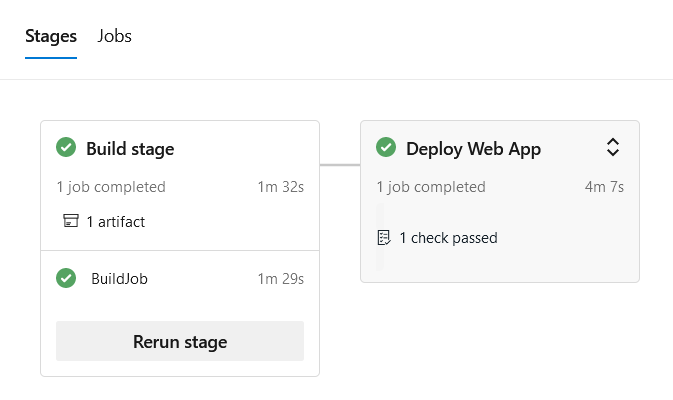 Stages Jobs
Build stage
1 job completed 1m 32s
1 artifact
BuildJob 1m 29s
Rerun stage
Deploy Web App
1 job completed 4m 7s
1 check passed